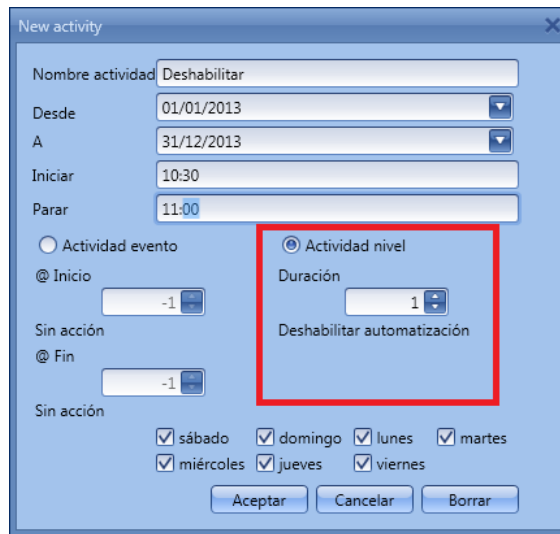 New activity
Nombre actividad Deshabilitar
Desde 01/01/2013
A 31/12/2013
Iniciar 10:30
Parar 11:00
Actividad evento Actividad nivel
@ Inicio Duración
-1 1
Sin acción Deshabilitar automatización
@ Fin
-1
Sin acción
sábado domingo lunes martes
miércoles jueves viernes
Aceptar Cancelar Borrar